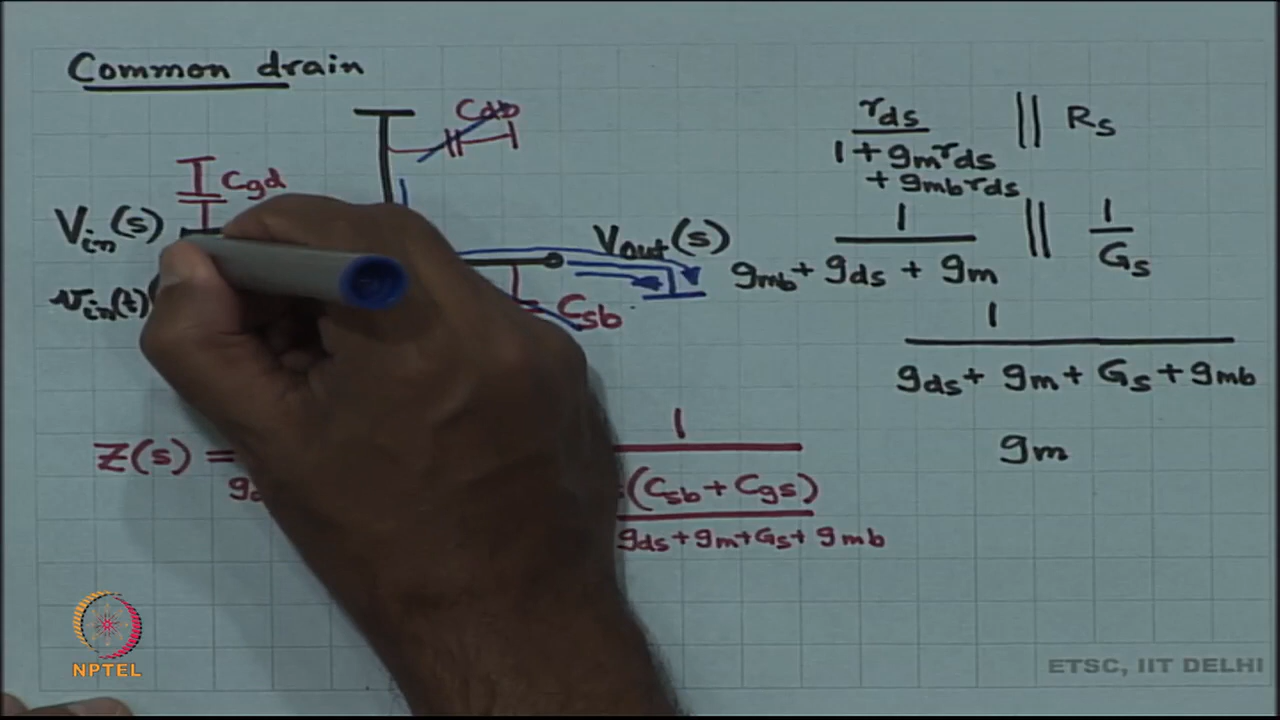 Common drain
Cdb
Cgd
Vin(s)
vin(t)
Vout(s)
Csb
rds || Rs
1 + gmrds
+ gmbrds
1 || 1
gmb + gds + gm Gs
1
gds + gm + Gs + gmb
gm
Z(s) = 1
(Csb + Cgs)
gds + gm + Gs + gmb
NPTEL
ETSC, IIT DELHI